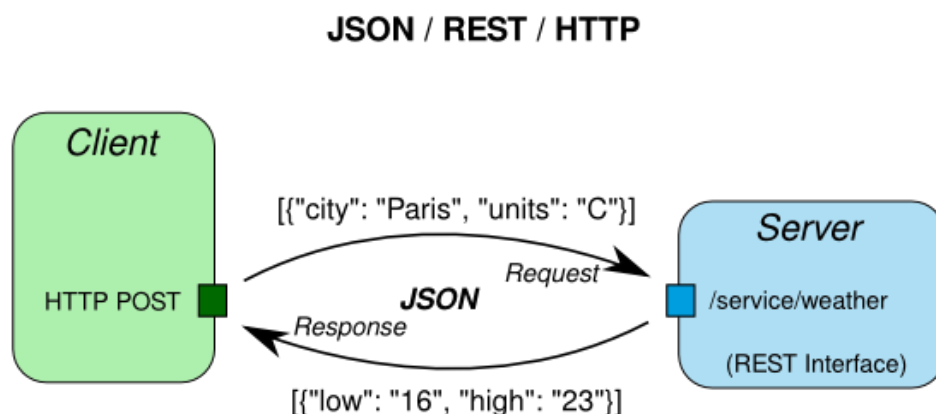 JSON / REST / HTTP
Client
[{"city": "Paris", "units": "C"}]
Server
Request
HTTP POST
JSON
/service/weather
Response
(REST Interface)
[{"low": "16", "high": "23"}]